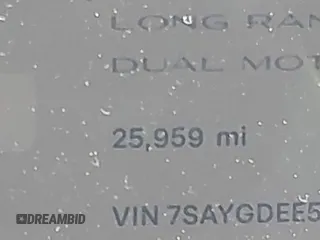 LONG RAN
DUAL MOT
25,959 mi
VIN 7SAYGDEE5
DREAMBID